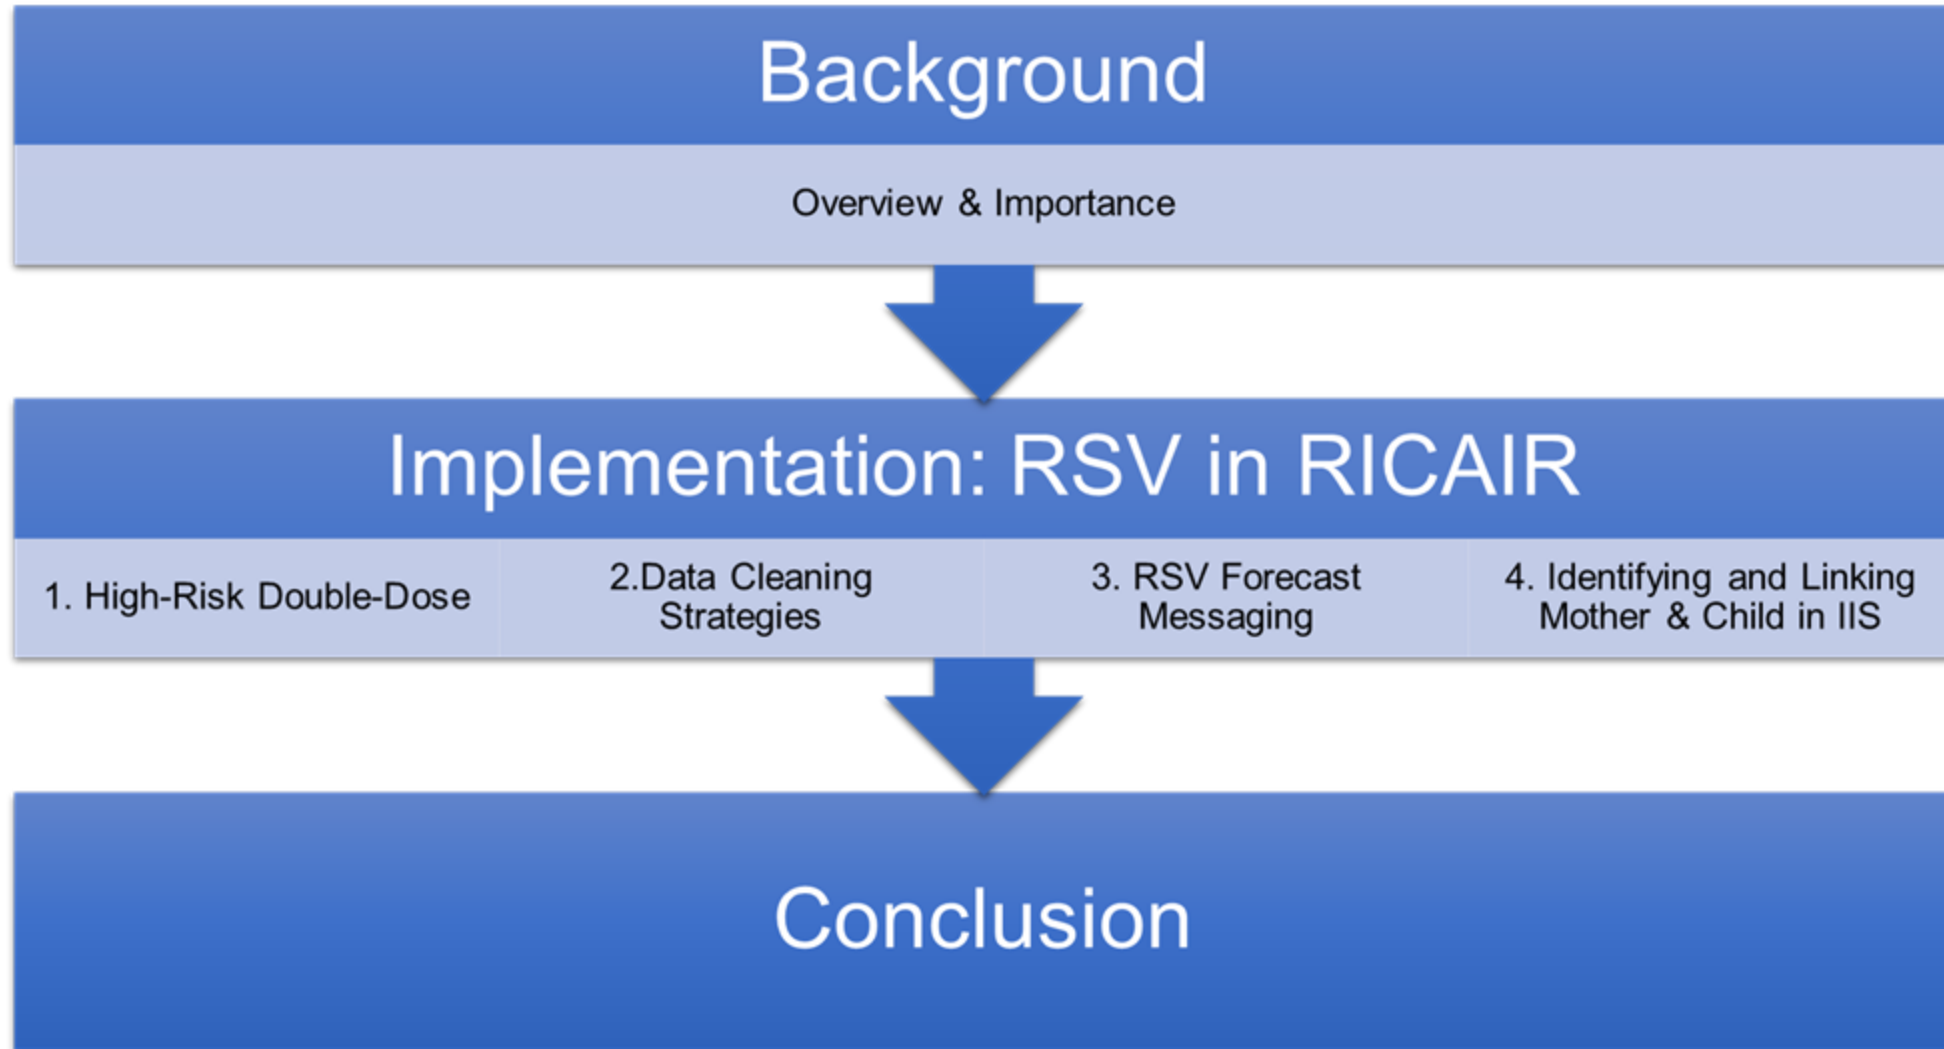 Background
Overview & Importance
Implementation: RSV in RICAIR
1. High-Risk Double-Dose
2.Data Cleaning
Strategies
3. RSV Forecast
Messaging
4. Identifying and Linking
Mother & Child in IIS
Conclusion